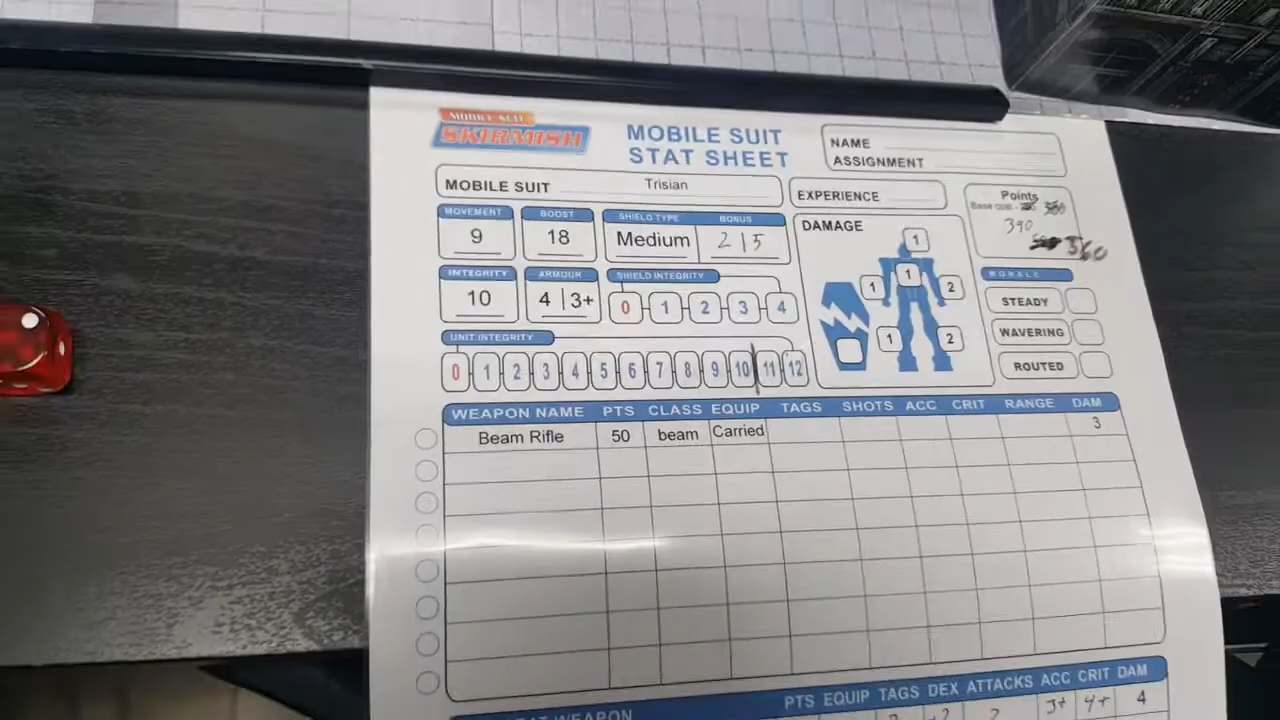 MOBILE SUIT
SKIRMISH
MOBILE SUIT
STAT SHEET
NAME
ASSIGNMENT
MOBILE SUIT Trisian
EXPERIENCE
Points
Base cost -
390
360
MOVEMENT
9
BOOST
18
SHIELD TYPE
Medium
BONUS
2 | 5
INTEGRITY
10
ARMOUR
4 | 3+
SHIELD INTEGRITY
0 1 2 3 4
UNIT INTEGRITY
0 1 2 3 4 5 6 7 8 9 10 11 12
DAMAGE
1
1
1 2
1 2
MORALE
STEADY
WAVERING
ROUTED
WEAPON NAME PTS CLASS EQUIP TAGS SHOTS ACC CRIT RANGE DAM
Beam Rifle 50 beam Carried 3
WEAPON PTS EQUIP TAGS DEX ATTACKS ACC CRIT DAM
3+ 4+ 4